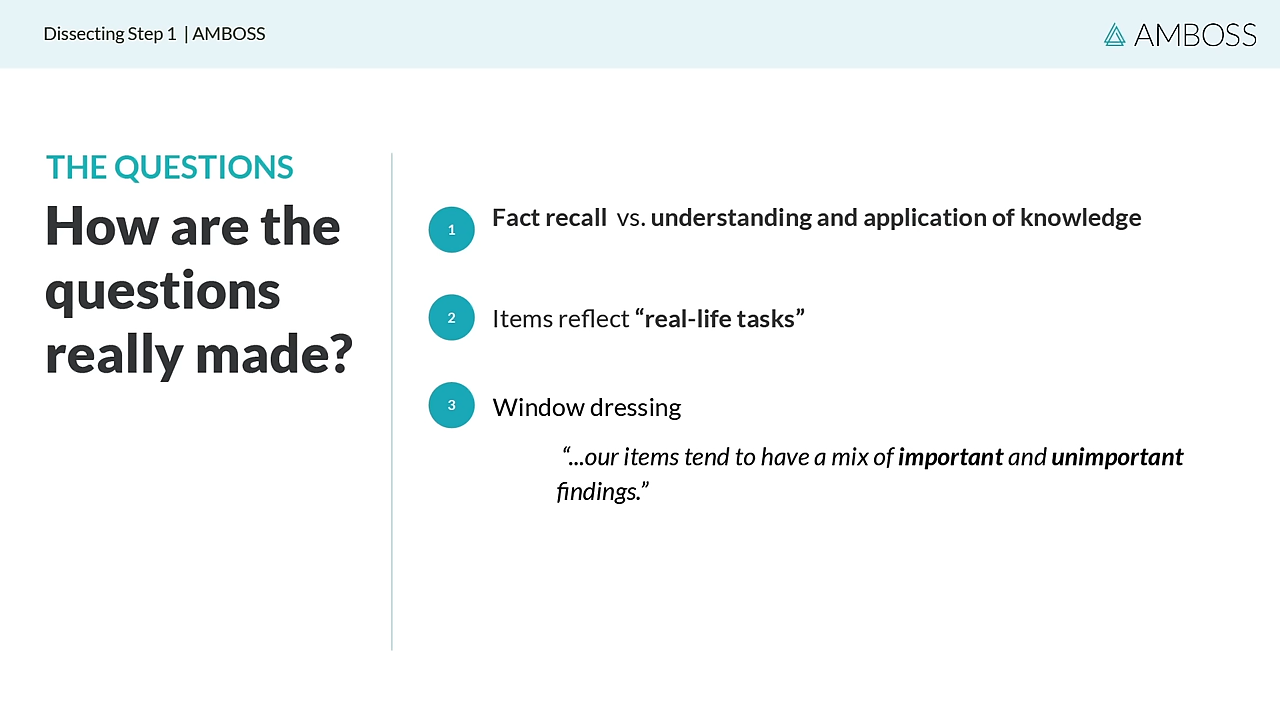 Dissecting Step 1 | AMBOSS
AMBOSS
THE QUESTIONS
How are the
questions
really made?
1
Fact recall vs. understanding and application of knowledge
2
Items reflect “real-life tasks”
3
Window dressing
“...our items tend to have a mix of important and unimportant
findings.”